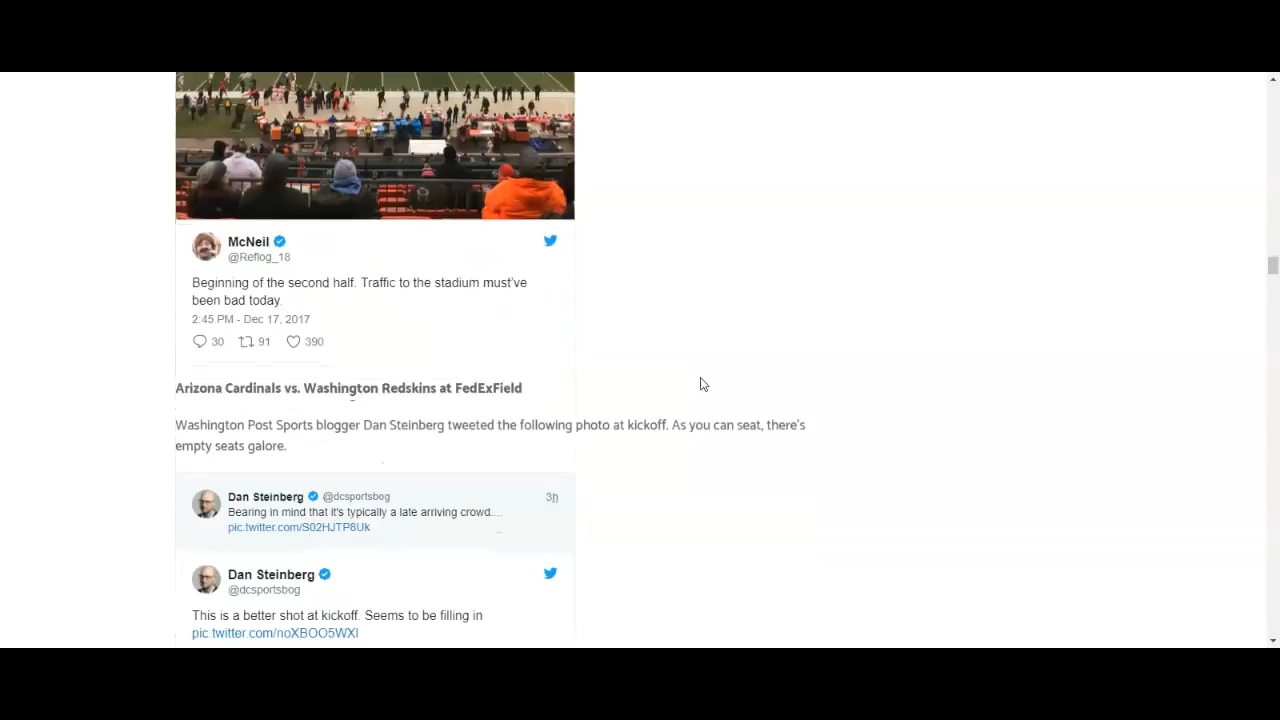 McNeil
@Reflog_18
Beginning of the second half. Traffic to the stadium must've
been bad today.
2:45 PM - Dec 17, 2017
30 91 390
Arizona Cardinals vs. Washington Redskins at FedExField
Washington Post Sports blogger Dan Steinberg tweeted the following photo at kickoff. As you can seat, there's
empty seats galore.
Dan Steinberg @dcsportsbog 3h
Bearing in mind that it's typically a late arriving crowd....
pic.twitter.com/S02HJTP8Uk
Dan Steinberg
@dcsportsbog
This is a better shot at kickoff. Seems to be filling in
pic.twitter.com/noXBOO5WXI